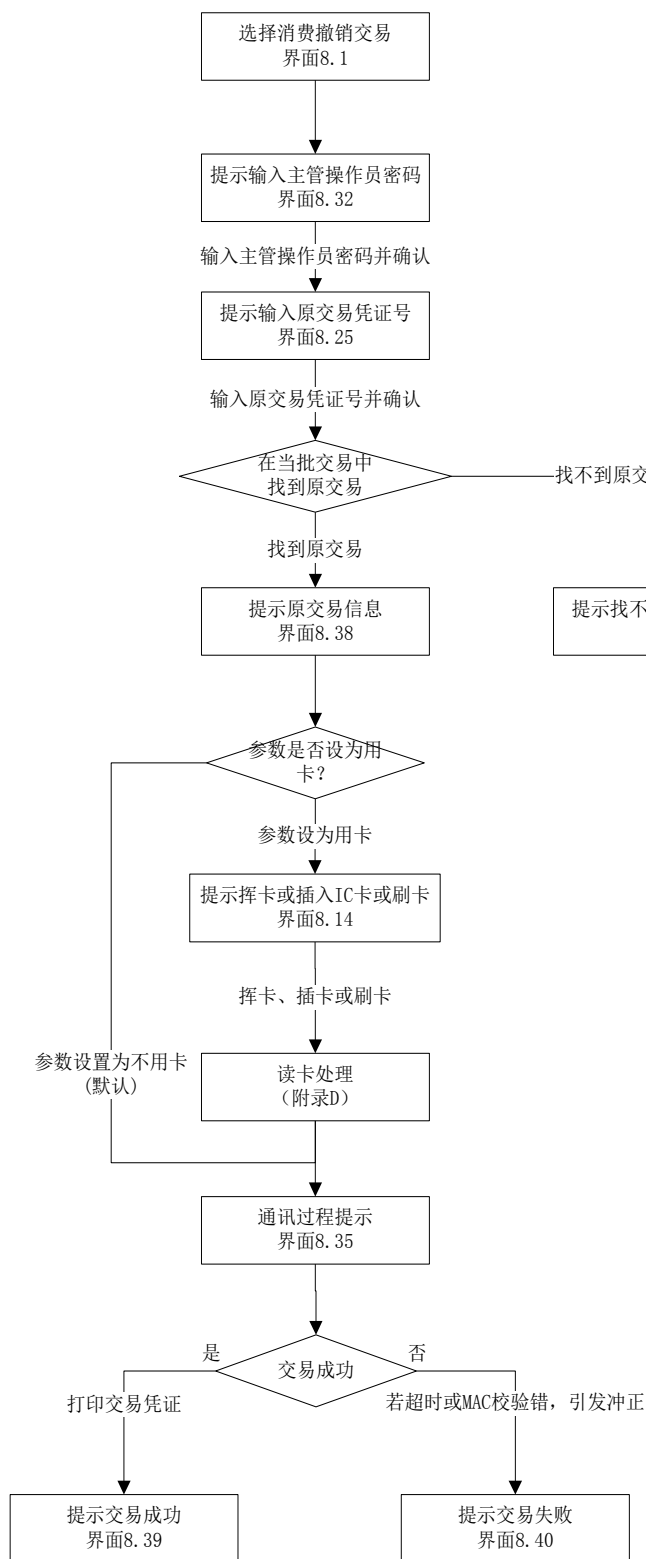 选择消费撤销交易
界面8.1
提示输入主管操作员密码
界面8.32
输入主管操作员密码并确认
提示输入原交易凭证号
界面8.25
输入原交易凭证号并确认
在当批交易中
找到原交易
找不到原交
找到原交易
提示原交易信息
界面8.38
提示找不
参数是否设为用
卡?
参数设为用卡
提示挥卡或插入IC卡或刷卡
界面8.14
挥卡、插卡或刷卡
参数设置为不用卡
(默认)
读卡处理
（附录D）
通讯过程提示
界面8.35
是
否
交易成功
打印交易凭证
若超时或MAC校验错，引发冲正
提示交易成功
界面8.39
提示交易失败
界面8.40